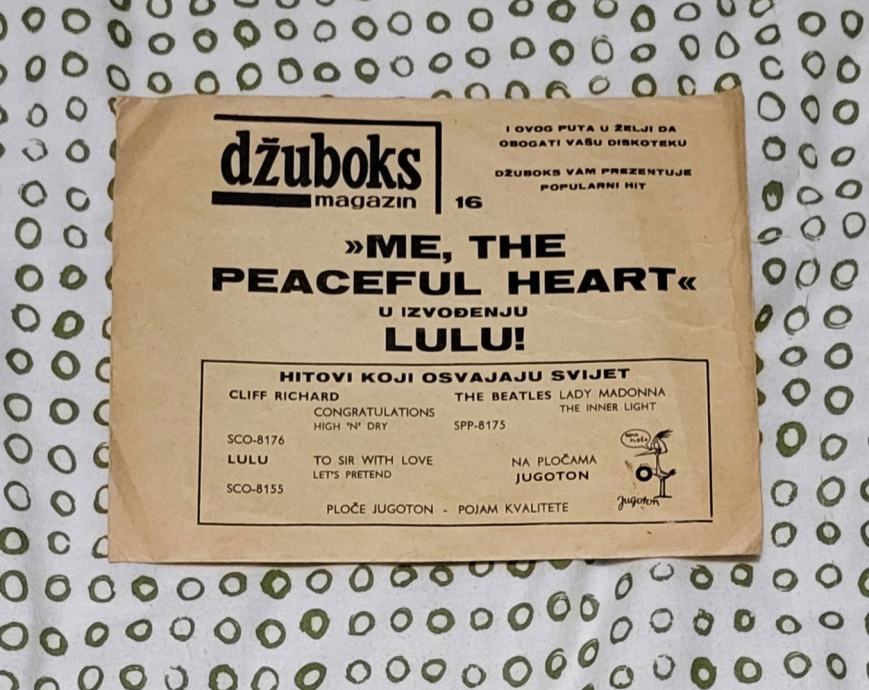 džuboks
magazin
16
I OVOG PUTA U ŽELJI DA
OBOGATI VAŠU DISKOTEKU
DŽUBOKS VAM PREZENTUJE
POPULARNI HIT
»ME, THE
PEACEFUL HEART«
U IZVOĐENJU
LULU!
HITOVI KOJI OSVAJAJU SVIJET
CLIFF RICHARD
CONGRATULATIONS
HIGH 'N' DRY
SCO-8176
THE BEATLES LADY MADONNA
THE INNER LIGHT
SPP-8175
LULU TO SIR WITH LOVE
LET'S PRETEND
SCO-8155
NA PLOČAMA
JUGOTON
Jugoton
PLOČE JUGOTON - POJAM KVALITETE